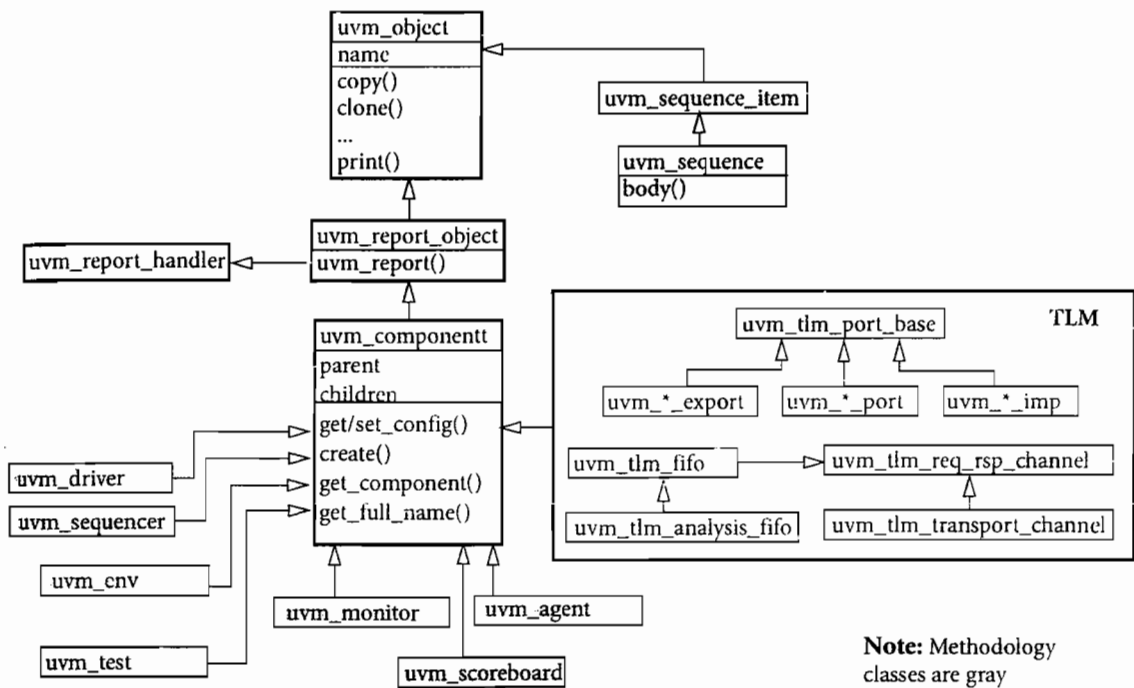 uvm_object
name
copy()
clone()
...
print()
uvm_sequence_item
uvm_sequence
body()
uvm_report_object
uvm_report()
uvm_report_handler
uvm_componentt
parent
children
get/set_config()
create()
get_component()
get_full_name()
TLM
uvm_tlm_port_base
uvm_*_export
uvm_*_port
uvm_*_imp
uvm_tlm_fifo
uvm_tlm_req_rsp_channel
uvm_tlm_analysis_fifo
uvm_tlm_transport_channel
uvm_driver
uvm_sequencer
uvm_env
uvm_test
uvm_monitor
uvm_agent
uvm_scoreboard
Note: Methodology
classes are gray